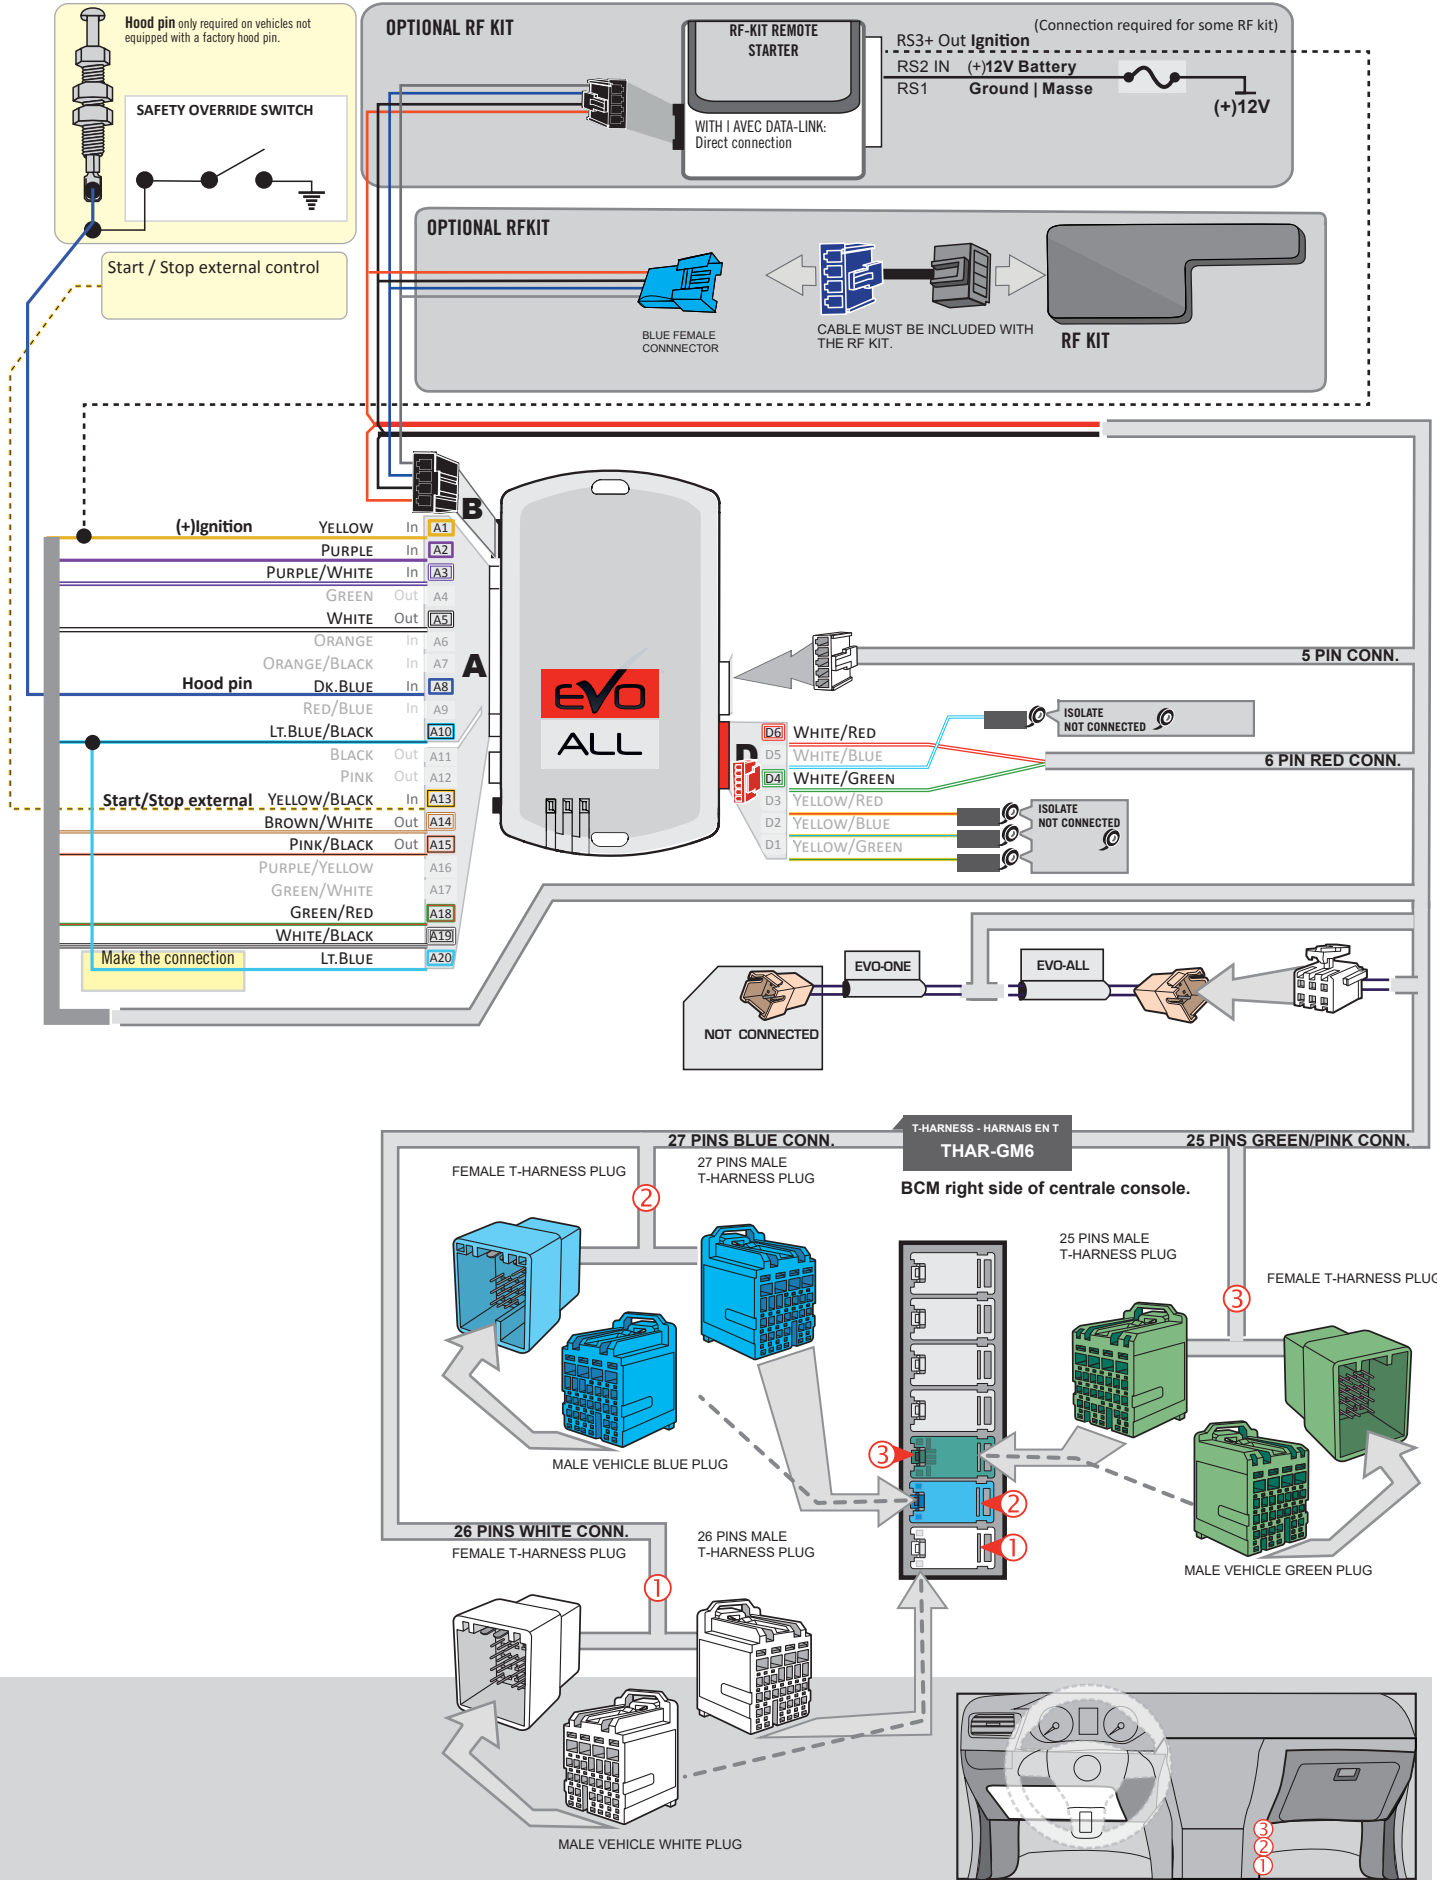 Hood pin only required on vehicles not
equipped with a factory hood pin.
SAFETY OVERRIDE SWITCH
Start / Stop external control
OPTIONAL RF KIT
RF-KIT REMOTE
STARTER
WITH | AVEC DATA-LINK:
Direct connection
(Connection required for some RF kit)
RS3+ Out Ignition
RS2 IN (+)12V Battery
RS1 Ground | Masse
(+)12V
OPTIONAL RFKIT
BLUE FEMALE
CONNNECTOR
CABLE MUST BE INCLUDED WITH
THE RF KIT.
RF KIT
B
(+)Ignition YELLOW In A1
PURPLE In A2
PURPLE/WHITE In A3
GREEN Out A4
WHITE Out A5
ORANGE In A6
ORANGE/BLACK In A7
Hood pin DK.BLUE In A8
RED/BLUE In A9
LT.BLUE/BLACK A10
BLACK Out A11
PINK Out A12
Start/Stop external YELLOW/BLACK In A13
BROWN/WHITE Out A14
PINK/BLACK Out A15
PURPLE/YELLOW A16
GREEN/WHITE A17
GREEN/RED A18
WHITE/BLACK A19
Make the connection LT.BLUE A20
A
EVO
ALL
5 PIN CONN.
D
D6 WHITE/RED
D5 WHITE/BLUE
D4 WHITE/GREEN
D3 YELLOW/RED
D2 YELLOW/BLUE
D1 YELLOW/GREEN
ISOLATE
NOT CONNECTED
6 PIN RED CONN.
ISOLATE
NOT CONNECTED
EVO-ONE
EVO-ALL
NOT CONNECTED
T-HARNESS - HARNAIS EN T
THAR-GM6
27 PINS BLUE CONN.
25 PINS GREEN/PINK CONN.
FEMALE T-HARNESS PLUG
27 PINS MALE
T-HARNESS PLUG
2
BCM right side of centrale console.
25 PINS MALE
T-HARNESS PLUG
FEMALE T-HARNESS PLUG
3
MALE VEHICLE BLUE PLUG
3
2
1
26 PINS WHITE CONN.
FEMALE T-HARNESS PLUG
26 PINS MALE
T-HARNESS PLUG
1
MALE VEHICLE GREEN PLUG
MALE VEHICLE WHITE PLUG
3
2
1